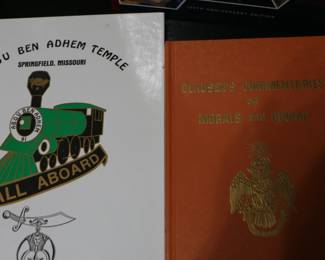 U BEN ADHEM TEMPLE
SPRINGFIELD, MISSOURI
ALL ABOARD
CLAUSEN'S COMMENTARIES
ON
MORALS AND DOGMA